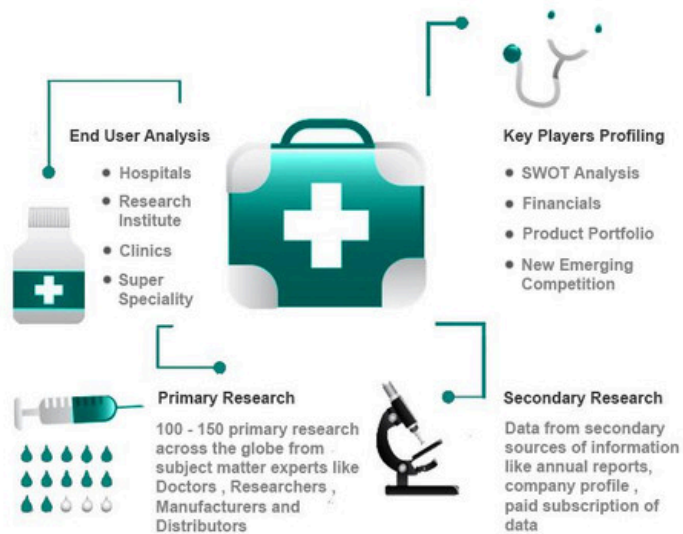 End User Analysis
Hospitals
Research
Institute
Clinics
Super
Speciality
Key Players Profiling
SWOT Analysis
Financials
Product Portfolio
New Emerging
Competition
Primary Research
100 - 150 primary research
across the globe from
subject matter experts like
Doctors , Researchers ,
Manufacturers and
Distributors
Secondary Research
Data from secondary
sources of information
like annual reports,
company profile ,
paid subscription of
data